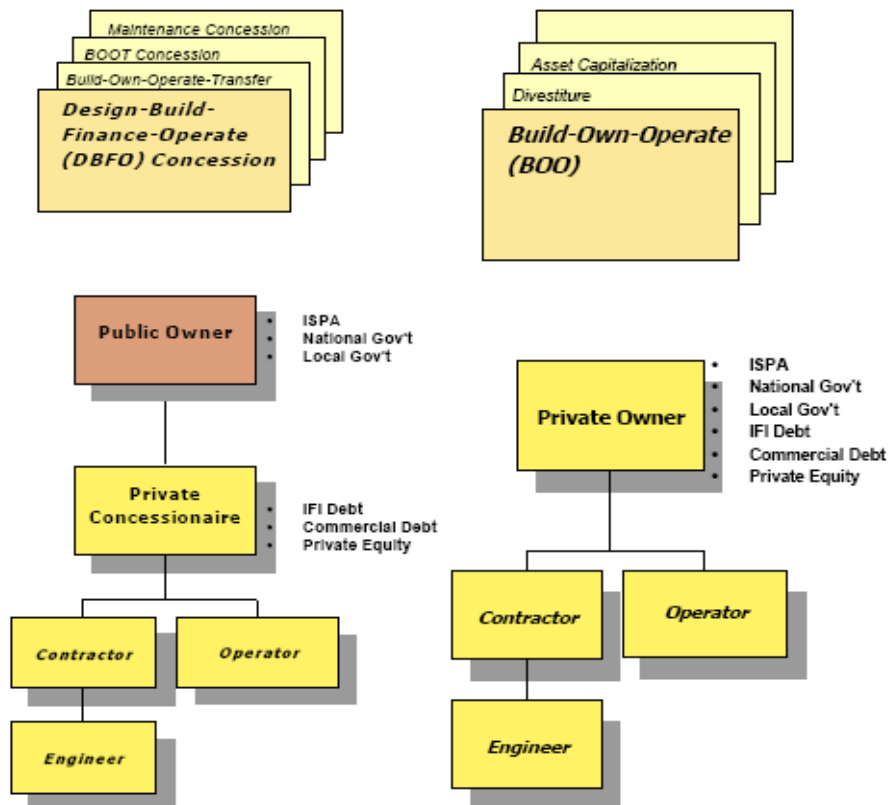 Maintenance Concession
BOOT Concession
Build-Own-Operate-Transfer
Design-Build-
Finance-Operate
(DBFO) Concession
Asset Capitalization
Divestiture
Build-Own-Operate
(BOO)
Public Owner
• ISPA
• National Gov't
• Local Gov't
Private
Concessionaire
• IFI Debt
• Commercial Debt
• Private Equity
Contractor
Operator
Engineer
Private Owner
• ISPA
• National Gov't
• Local Gov't
• IFI Debt
• Commercial Debt
• Private Equity
Contractor
Operator
Engineer